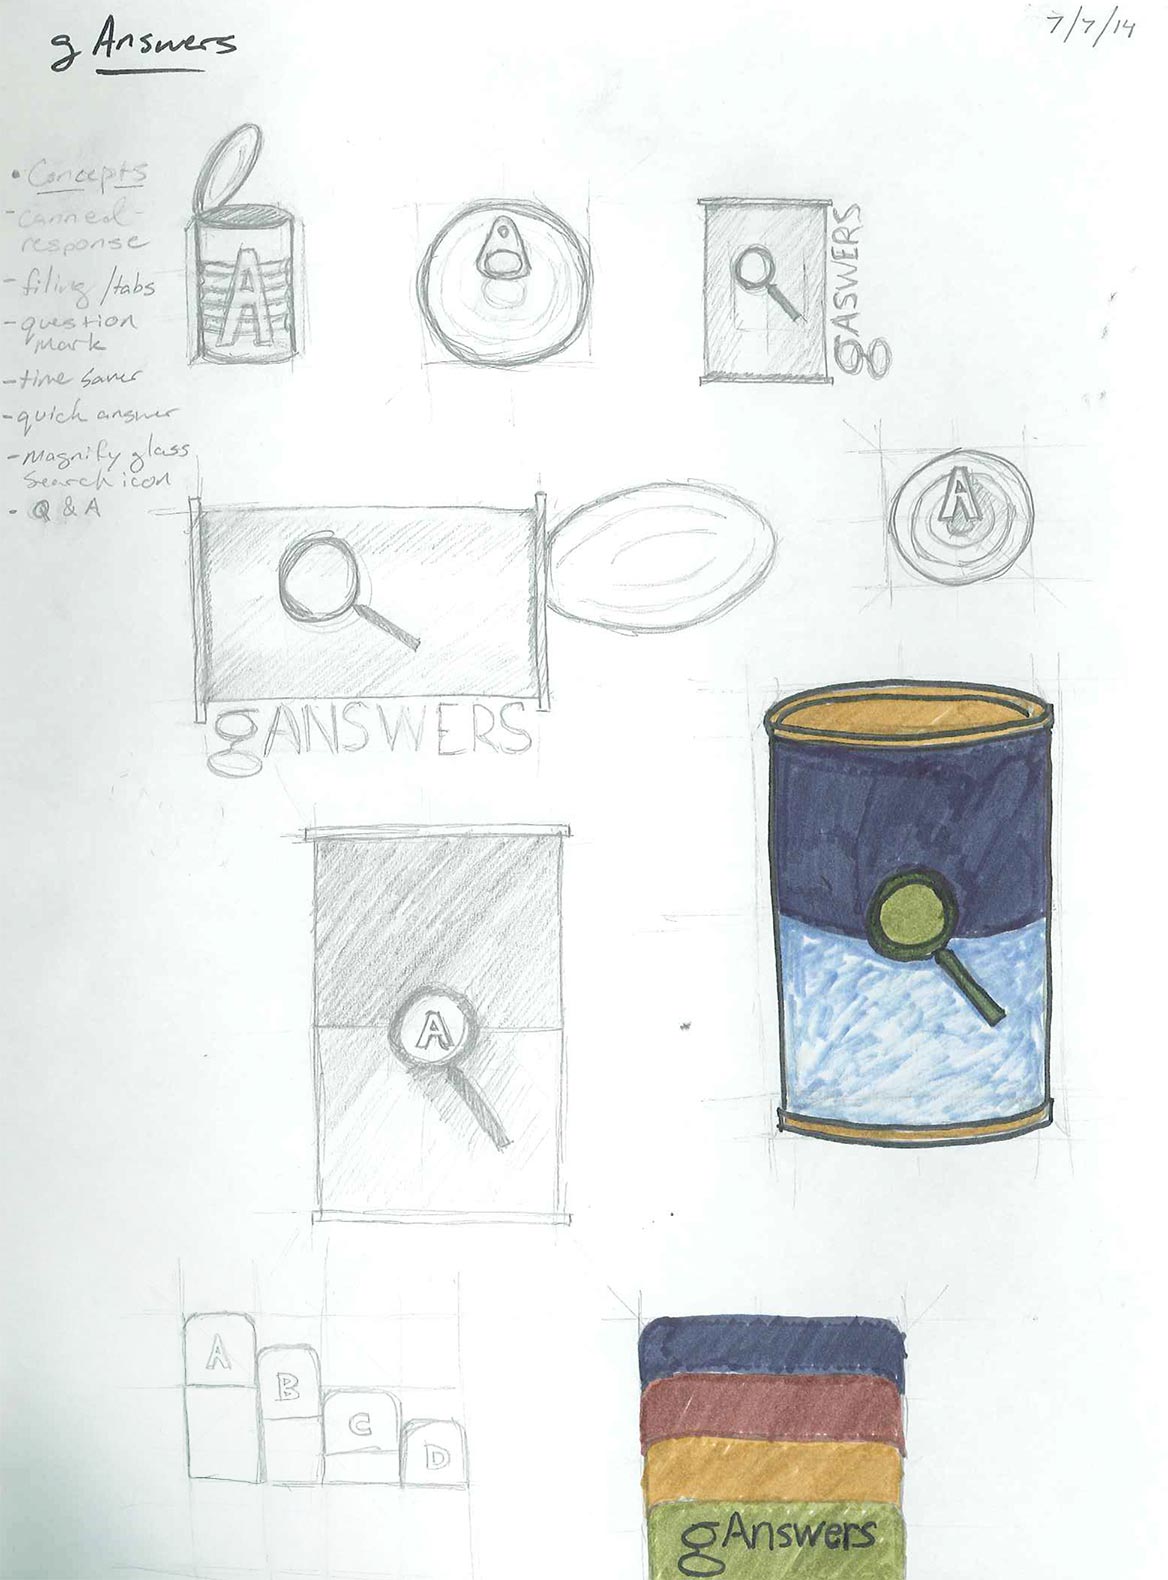 g Answers
7/7/14
• Concepts
- canned
response
- filing/tabs
- question
mark
- time saver
- quick answer
- Magnify glass
search icon
- Q & A
A
gASWERS
A
gANSWERS
A
A
B
C
D
gAnswers